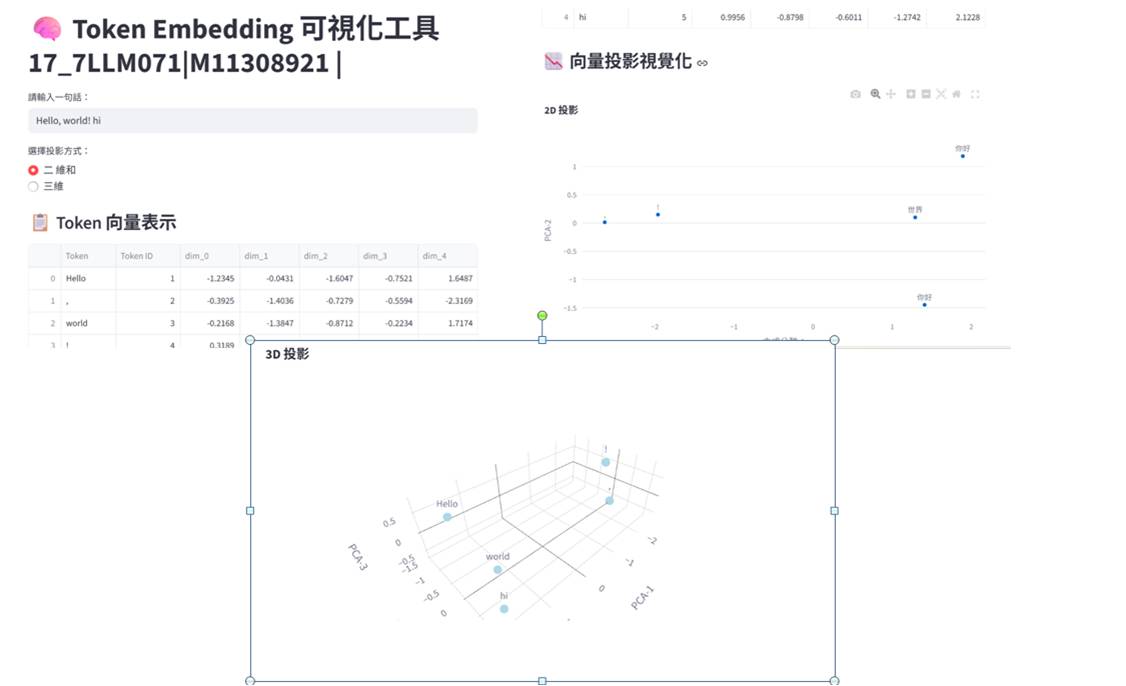 🧠 Token Embedding 可視化工具
17_7LLM071|M11308921 |
請輸入一句話：
Hello, world! hi
選擇投影方式：
二 維和
三維
📋 Token 向量表示
Token Token ID dim_0 dim_1 dim_2 dim_3 dim_4
0 Hello 1 -1.2345 -0.0431 -1.6047 -0.7521 1.6487
1 , 2 -0.3925 -1.4036 -0.7279 -0.5594 -2.3169
2 world 3 -0.2168 -1.3847 -0.8712 -0.2234 1.7174
3 ! 4 0.3189
4 hi 5 0.9956 -0.8798 -0.6011 -1.2742 2.1228
📉 向量投影視覺化
2D 投影
你好
1
0.5
!
世界
,
0
PCA-2
-0.5
-1
你好
-1.5
-2 -1 0 1 2
3D 投影
!
,
Hello
world
hi
0.5
0
-0.5
PCA-3
-1.5
-1
-0.5
0
-2
-1
0
PCA-1